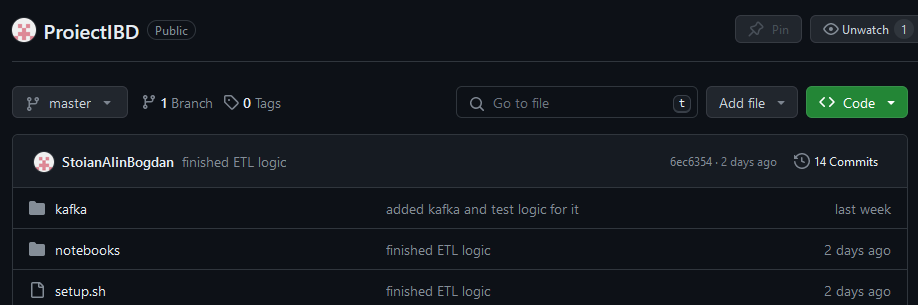 ProiectIBD Public Pin Unwatch 1
master 1 Branch 0 Tags Go to file t Add file Code
StoianAlinBogdan finished ETL logic 6ec6354 · 2 days ago 14 Commits
kafka added kafka and test logic for it last week
notebooks finished ETL logic 2 days ago
setup.sh finished ETL logic 2 days ago